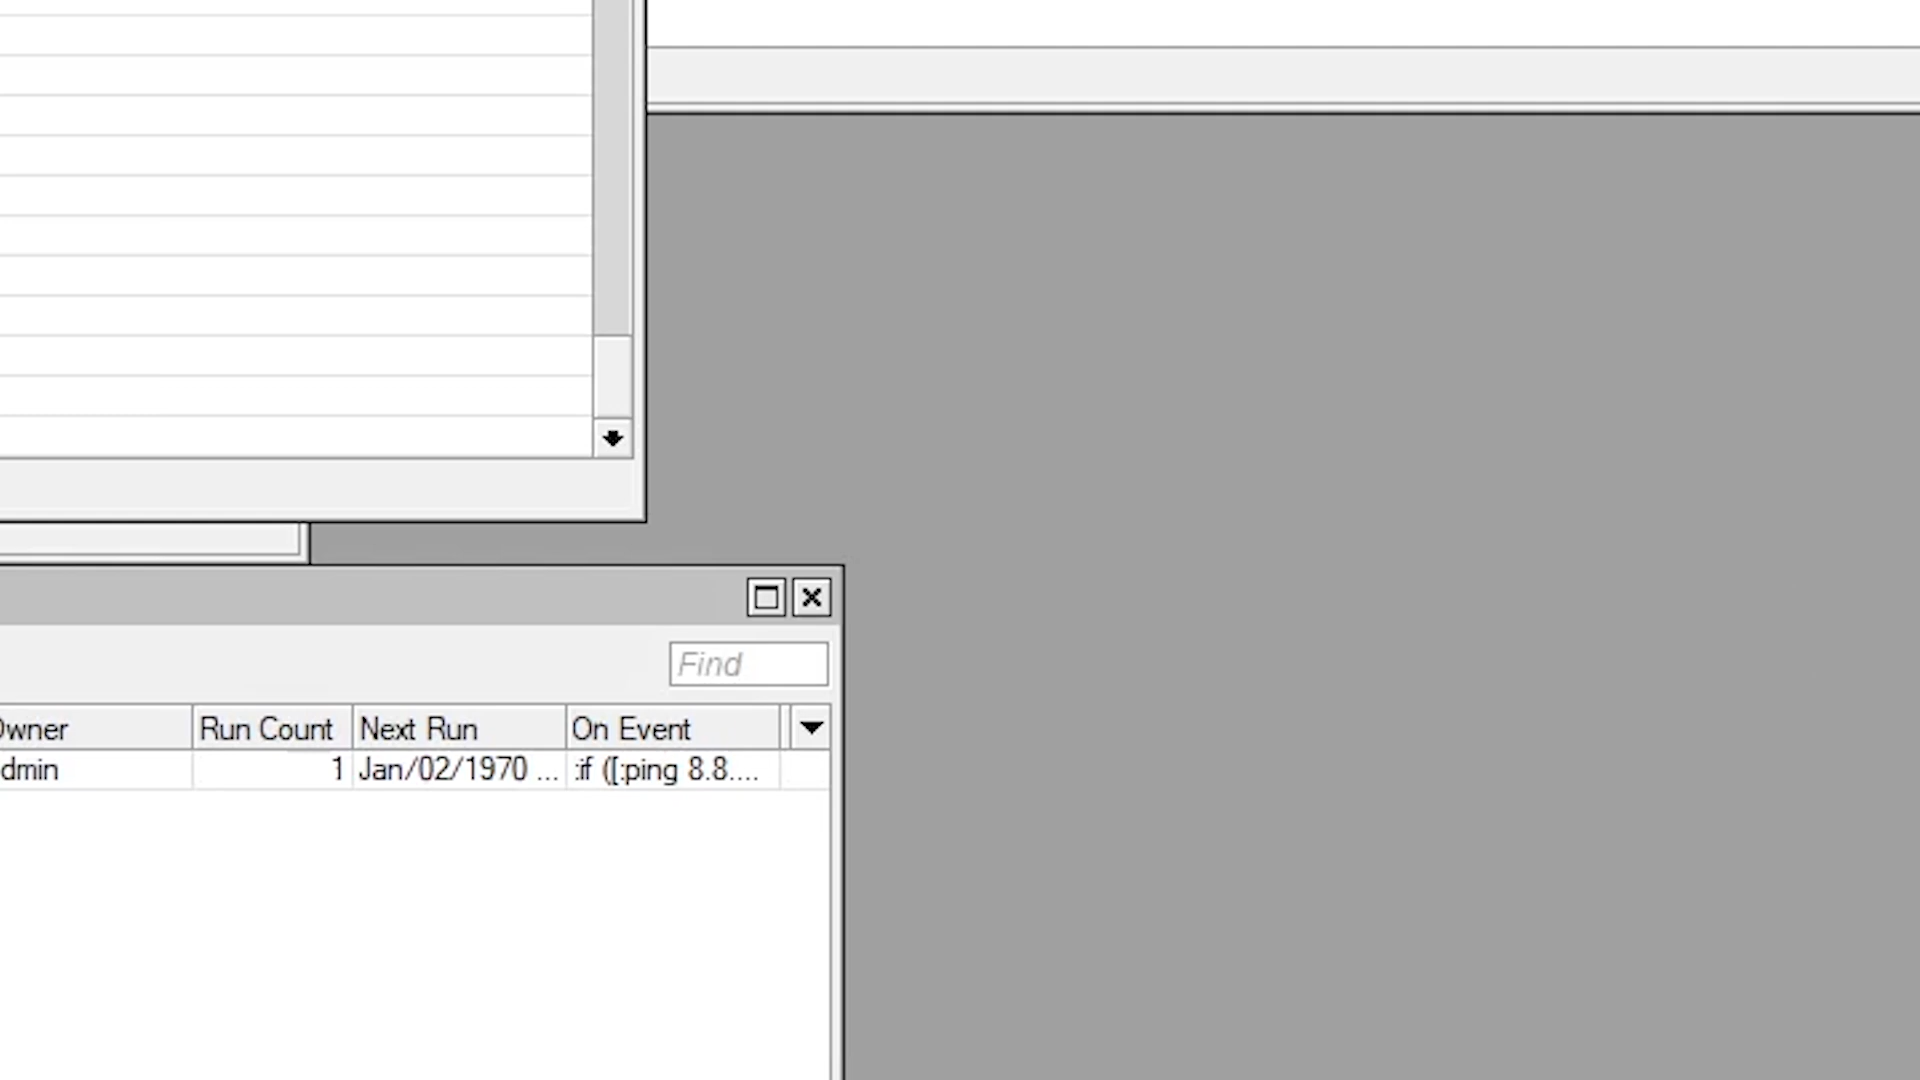 Find
Owner Run Count Next Run On Event
dmin 1 Jan/02/1970 ... :if ([:ping 8.8....